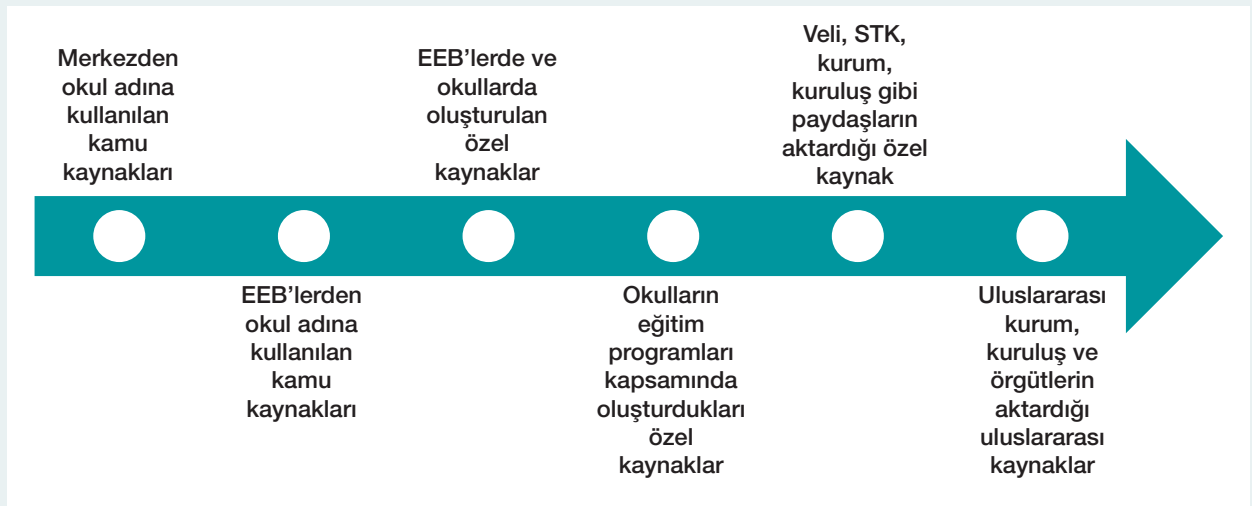 Merkezden
okul adına
kullanılan
kamu
kaynakları
EEB'lerden
okul adına
kullanılan
kamu
kaynakları
EEB'lerde ve
okullarda
oluşturulan
özel
kaynaklar
Okulların
eğitim
programları
kapsamında
oluşturdukları
özel
kaynaklar
Veli, STK,
kurum,
kuruluş gibi
paydaşların
aktardığı özel
kaynak
Uluslararası
kurum,
kuruluş ve
örgütlerin
aktardığı
uluslararası
kaynaklar